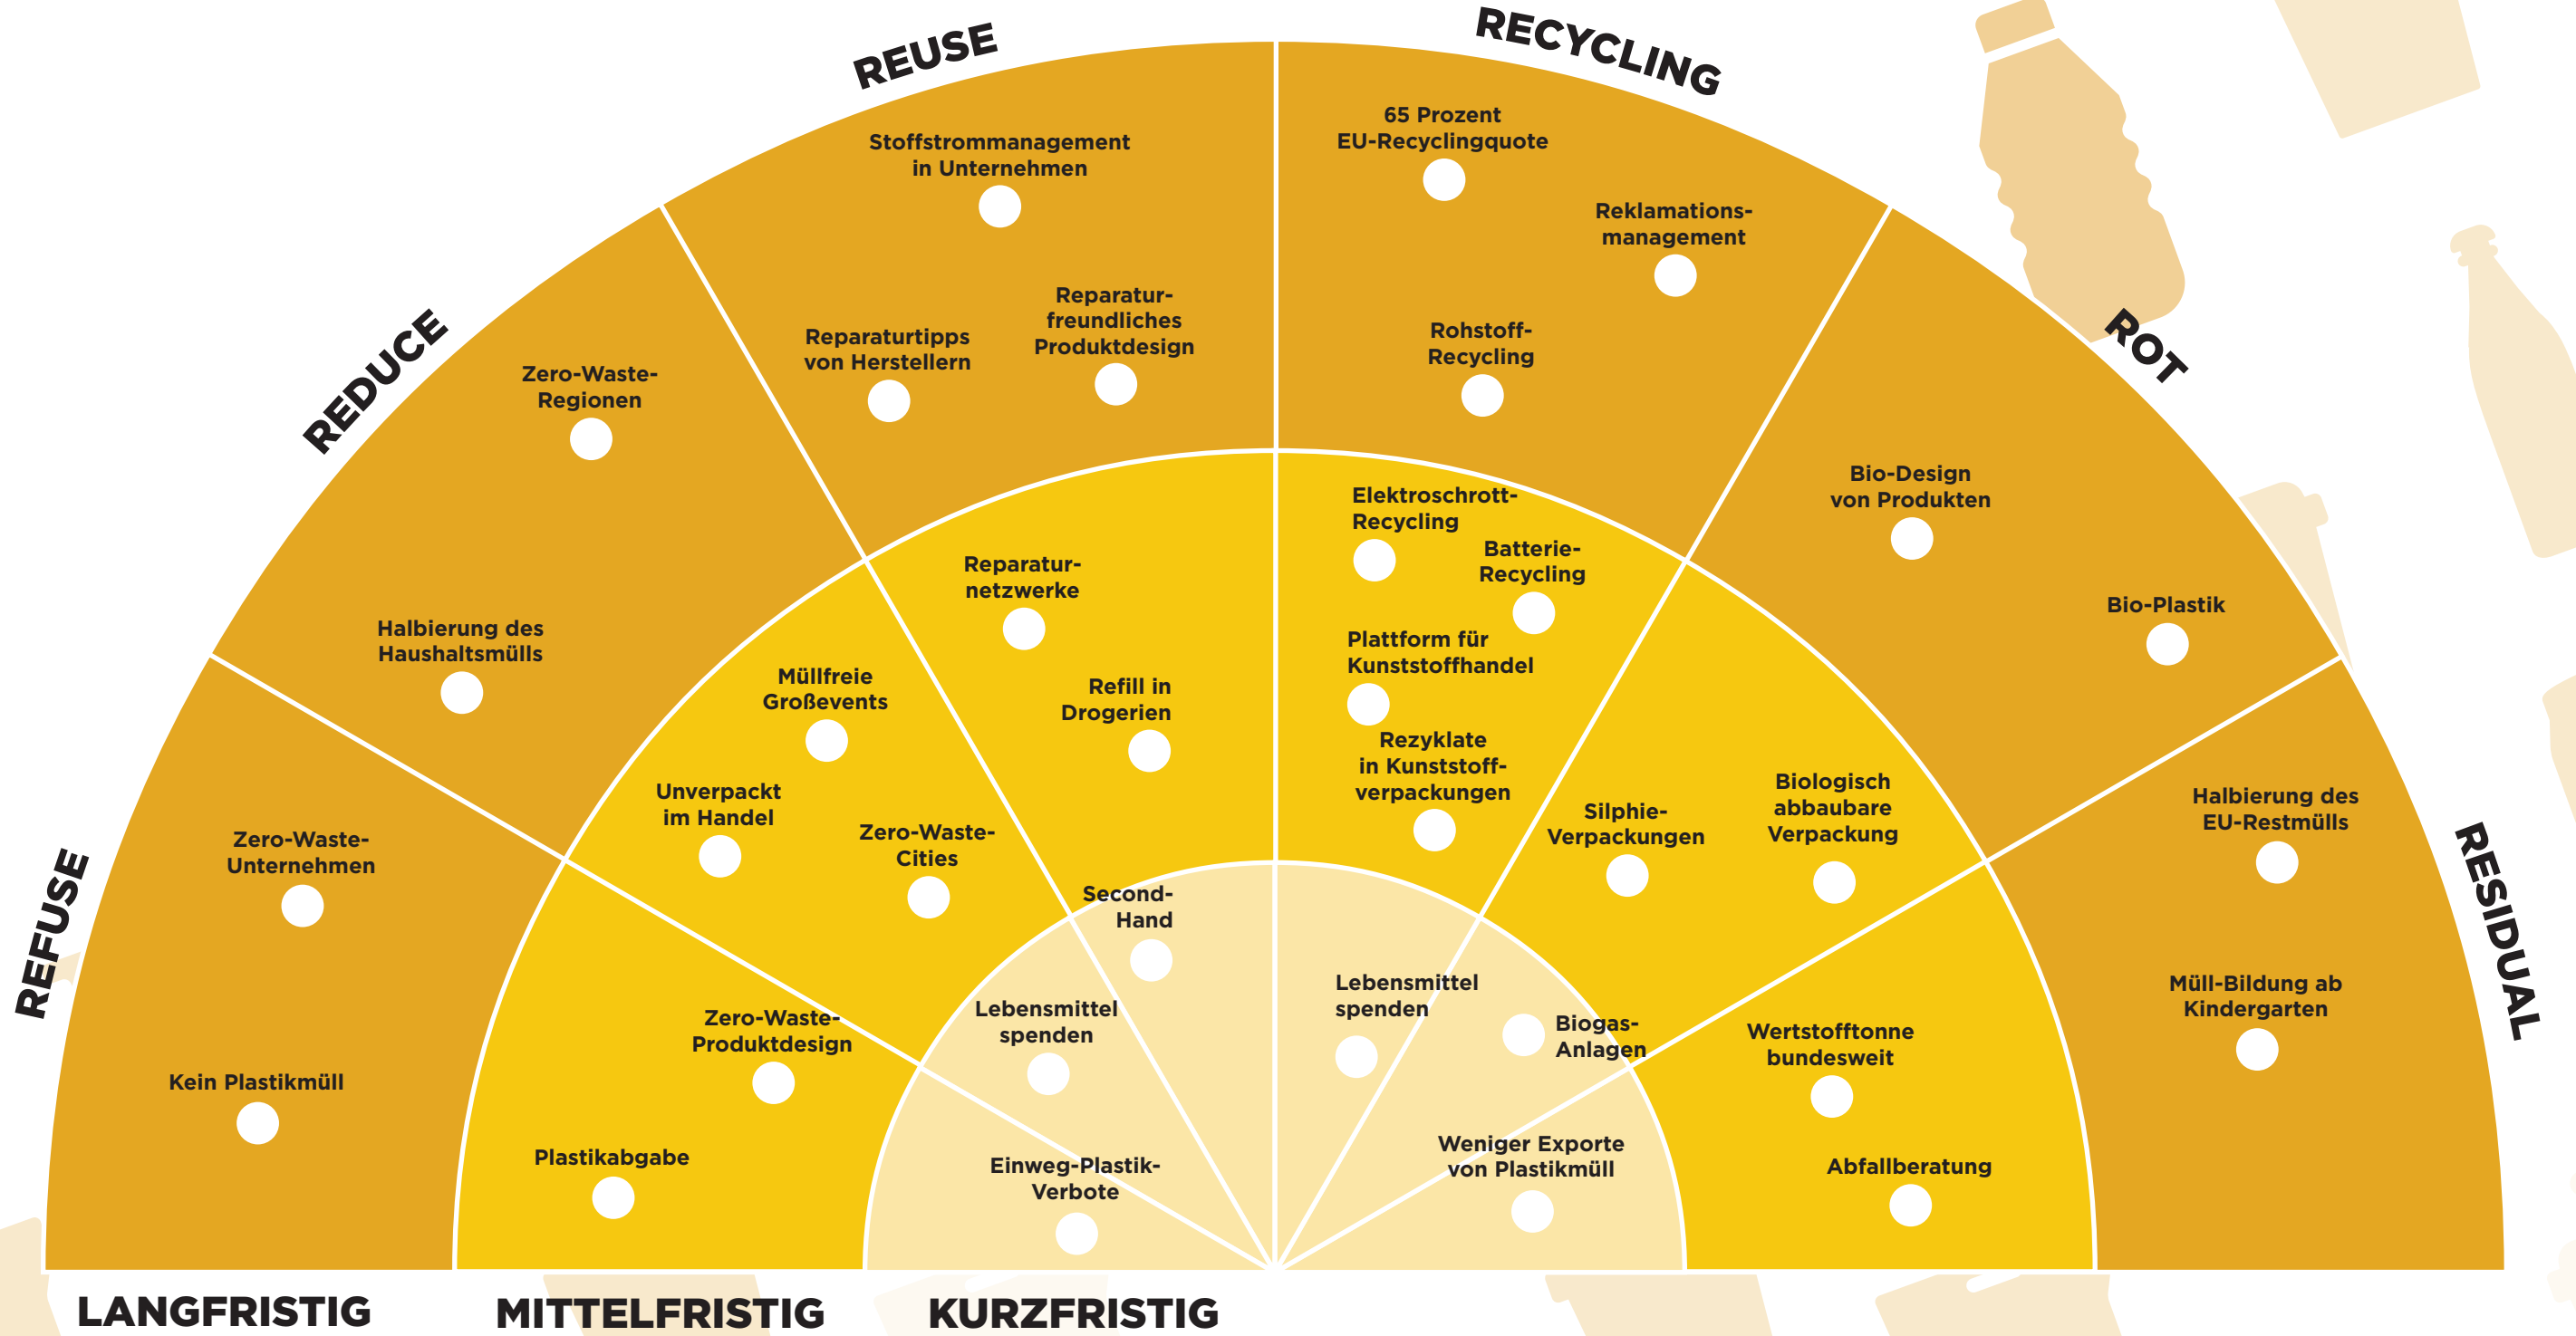 REFUSE
REDUCE
REUSE
RECYCLING
ROT
RESIDUAL
Zero-Waste-
Unternehmen
Kein Plastikmüll
Zero-Waste-
Produktdesign
Plastikabgabe
Einweg-Plastik-
Verbote
Zero-Waste-
Regionen
Halbierung des
Haushaltsmülls
Müllfreie
Großevents
Unverpackt
im Handel
Zero-Waste-
Cities
Lebensmittel
spenden
Stoffstrommanagement
in Unternehmen
Reparaturtipps
von Herstellern
Reparatur-
freundliches
Produktdesign
Reparatur-
netzwerke
Refill in
Drogerien
Second-
Hand
65 Prozent
EU-Recyclingquote
Reklamations-
management
Rohstoff-
Recycling
Elektroschrott-
Recycling
Batterie-
Recycling
Plattform für
Kunststoffhandel
Rezyklate
in Kunststoff-
verpackungen
Lebensmittel
spenden
Bio-Design
von Produkten
Bio-Plastik
Silphie-
Verpackungen
Biologisch
abbaubare
Verpackung
Biogas-
Anlagen
Halbierung des
EU-Restmülls
Müll-Bildung ab
Kindergarten
Wertstofftonne
bundesweit
Abfallberatung
Weniger Exporte
von Plastikmüll
LANGFRISTIG
MITTELFRISTIG
KURZFRISTIG